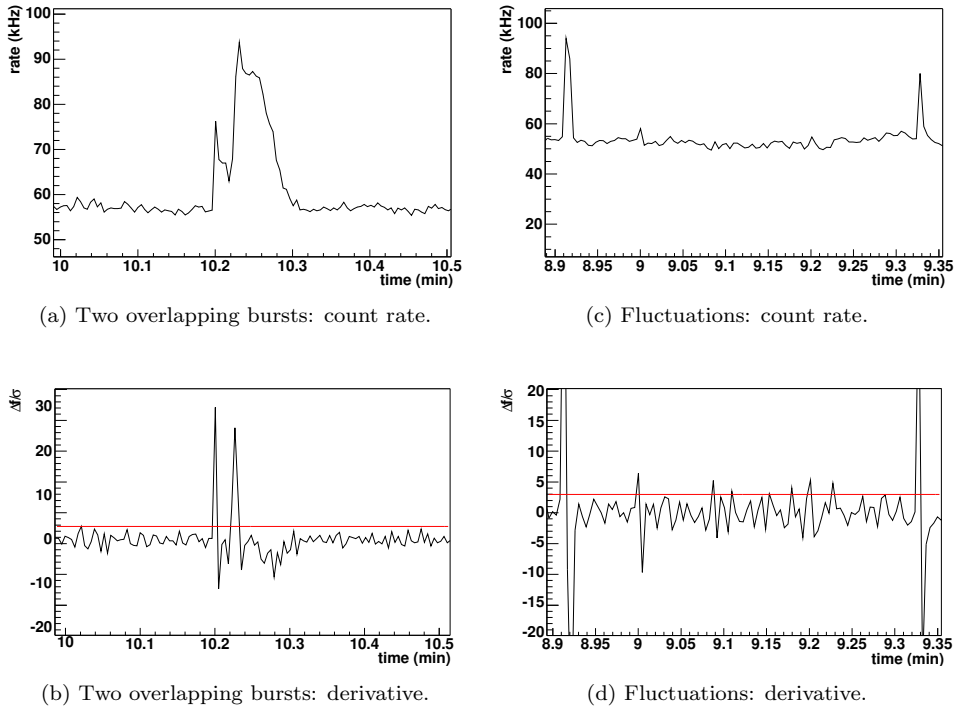 rate (kHz)
100
90
80
70
60
50
10 10.1 10.2 10.3 10.4 10.5
time (min)
(a) Two overlapping bursts: count rate.
rate (kHz)
100
80
60
40
20
8.9 8.95 9 9.05 9.1 9.15 9.2 9.25 9.3 9.35
time (min)
(c) Fluctuations: count rate.
Δf/σ
30
20
10
0
-10
-20
10 10.1 10.2 10.3 10.4 10.5
time (min)
(b) Two overlapping bursts: derivative.
Δf/σ
20
15
10
5
0
-5
-10
-15
-20
8.9 8.95 9 9.05 9.1 9.15 9.2 9.25 9.3 9.35
time (min)
(d) Fluctuations: derivative.